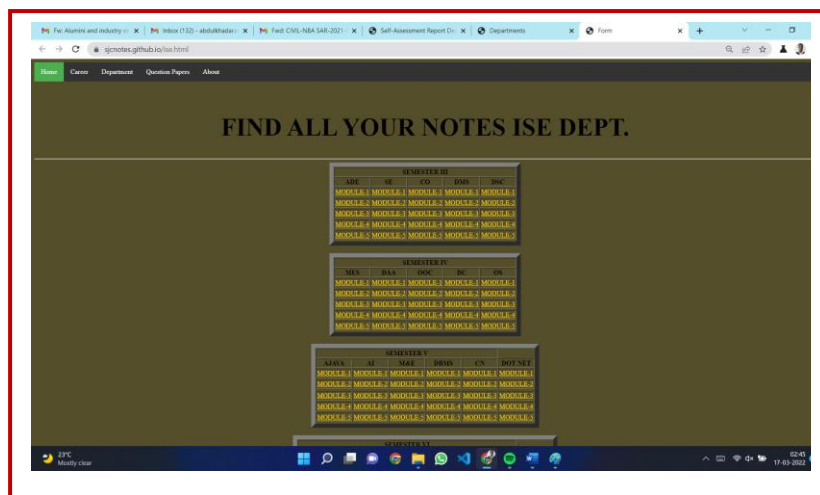 Fw: Alumini and industry vi
Inbox (132) - abdulkhadar.i
Fwd: CIVIL-NBA SAR-2021-
Self-Assessment Report De
Departments
Form
sjcnotes.github.io/ise.html
Home Career Department Question Papers About
FIND ALL YOUR NOTES ISE DEPT.
SEMESTER III
ADE SE CO DMS DSC
MODULE-1 MODULE-1 MODULE-1 MODULE-1 MODULE-1
MODULE-2 MODULE-2 MODULE-2 MODULE-2 MODULE-2
MODULE-3 MODULE-3 MODULE-3 MODULE-3 MODULE-3
MODULE-4 MODULE-4 MODULE-4 MODULE-4 MODULE-4
MODULE-5 MODULE-5 MODULE-5 MODULE-5 MODULE-5
SEMESTER IV
MES DAA OOC DC OS
MODULE-1 MODULE-1 MODULE-1 MODULE-1 MODULE-1
MODULE-2 MODULE-2 MODULE-2 MODULE-2 MODULE-2
MODULE-3 MODULE-3 MODULE-3 MODULE-3 MODULE-3
MODULE-4 MODULE-4 MODULE-4 MODULE-4 MODULE-4
MODULE-5 MODULE-5 MODULE-5 MODULE-5 MODULE-5
SEMESTER V
AJAVA AI M&E DBMS CN DOT NET
MODULE-1 MODULE-1 MODULE-1 MODULE-1 MODULE-1 MODULE-1
MODULE-2 MODULE-2 MODULE-2 MODULE-2 MODULE-2 MODULE-2
MODULE-3 MODULE-3 MODULE-3 MODULE-3 MODULE-3 MODULE-3
MODULE-4 MODULE-4 MODULE-4 MODULE-4 MODULE-4 MODULE-4
MODULE-5 MODULE-5 MODULE-5 MODULE-5 MODULE-5 MODULE-5
SEMESTER VI
23°C
Mostly clear
02:45
17-03-2022